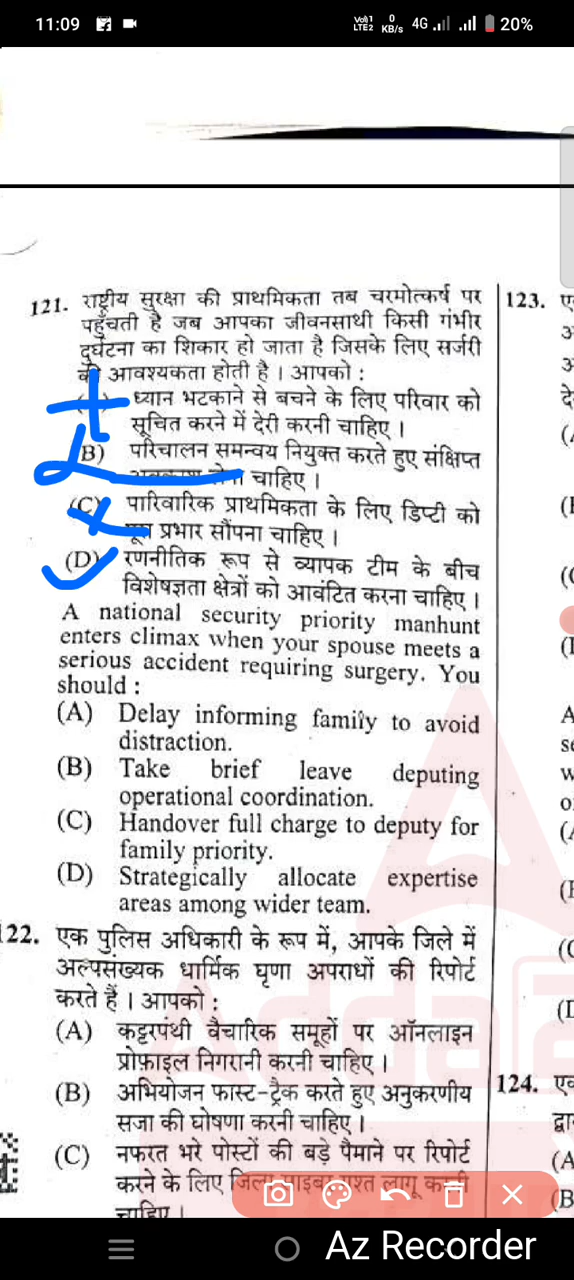 11:09
Vo))1 LTE2
0 KB/s
4G
20%
121. राष्ट्रीय सुरक्षा की प्राथमिकता तब चरमोत्कर्ष पर
पहुँचती है जब आपका जीवनसाथी किसी गंभीर
दुर्घटना का शिकार हो जाता है जिसके लिए सर्जरी
की आवश्यकता होती है । आपको :
ध्यान भटकाने से बचने के लिए परिवार को
सूचित करने में देरी करनी चाहिए ।
(B) परिचालन समन्वय नियुक्त करते हुए संक्षिप्त
चाहिए ।
(C) पारिवारिक प्राथमिकता के लिए डिप्टी को
प्रभार सौंपना चाहिए ।
(D) रणनीतिक रूप से व्यापक टीम के बीच
विशेषज्ञता क्षेत्रों को आवंटित करना चाहिए ।
A national security priority manhunt
enters climax when your spouse meets a
serious accident requiring surgery. You
should :
(A) Delay informing family to avoid
distraction.
(B) Take brief leave deputing
operational coordination.
(C) Handover full charge to deputy for
family priority.
(D) Strategically allocate expertise
areas among wider team.
122. एक पुलिस अधिकारी के रूप में, आपके जिले में
अल्पसंख्यक धार्मिक घृणा अपराधों की रिपोर्ट
करते हैं । आपको :
(A) कट्टरपंथी वैचारिक समूहों पर ऑनलाइन
प्रोफ़ाइल निगरानी करनी चाहिए ।
(B) अभियोजन फास्ट-ट्रैक करते हुए अनुकरणीय
सजा की घोषणा करनी चाहिए ।
(C) नफरत भरे पोस्टों की बड़े पैमाने पर रिपोर्ट
करने के लिए
चाहिए ।
123.
124.
Az Recorder